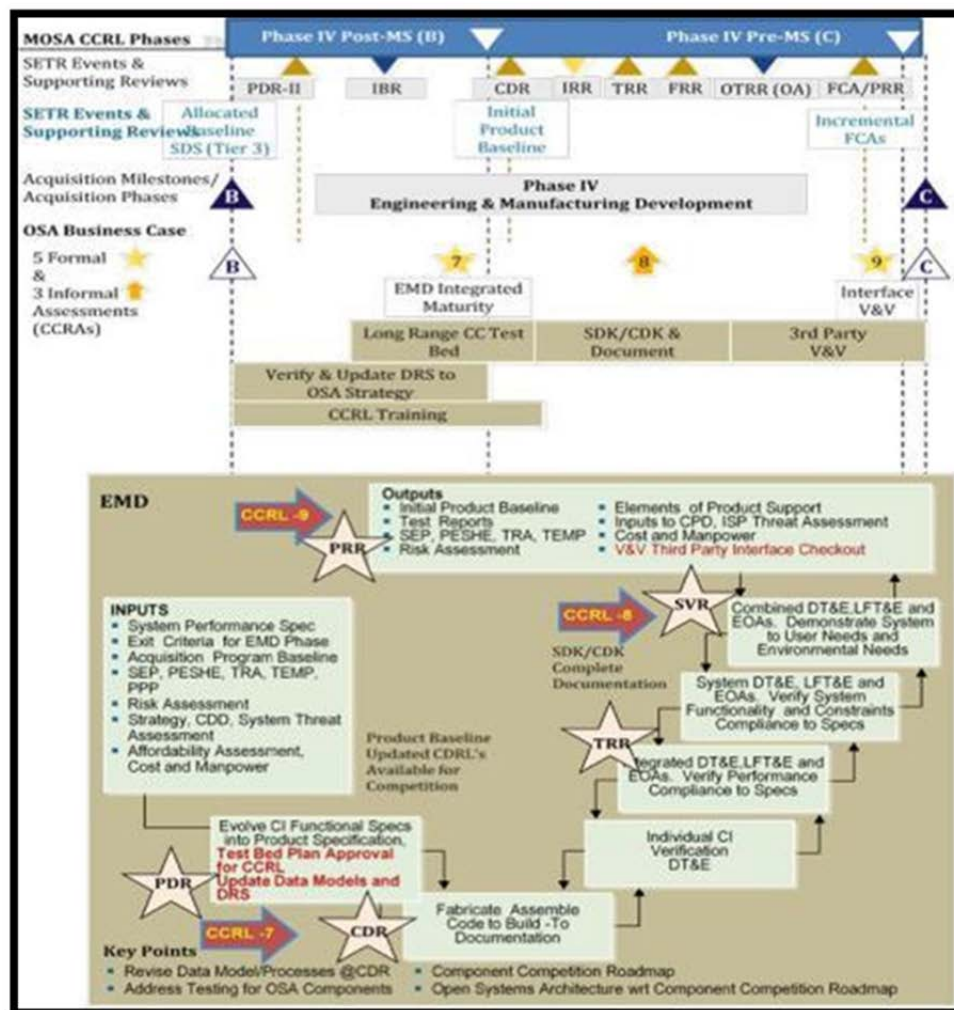 MOSA CCRL Phases
Phase IV Post-MS (B)
Phase IV Pre-MS (C)
SETR Events &
Supporting Reviews
PDR-II
IBR
CDR
IRR
TRR
FRR
OTRR (OA)
FCA/PRR
SETR Events &
Supporting Reviews
Allocated
Baseline
SDS (Tier 3)
Initial
Product
Baseline
Incremental
FCAs
Acquisition Milestones/
Acquisition Phases
B
Phase IV
Engineering & Manufacturing Development
C
OSA Business Case
5 Formal
&
3 Informal
Assessments
(CCRAs)
B
7
8
9
C
EMD Integrated
Maturity
Interface
V&V
Long Range CC Test
Bed
SDK/CDK &
Document
3rd Party
V&V
Verify & Update DRS to
OSA Strategy
CCRL Training
EMD
CCRL -9
PRR
Outputs
▪ Initial Product Baseline
▪ Test Reports
▪ SEP, PESHE, TRA, TEMP
▪ Risk Assessment
▪ Elements of Product Support
▪ Inputs to CPD, ISP Threat Assessment
▪ Cost and Manpower
▪ V&V Third Party Interface Checkout
INPUTS
▪ System Performance Spec
▪ Exit Criteria for EMD Phase
▪ Acquisition Program Baseline
▪ SEP, PESHE, TRA, TEMP,
PPP
▪ Risk Assessment
▪ Strategy, CDD, System Threat
Assessment
▪ Affordability Assessment,
Cost and Manpower
CCRL -8
SVR
SDK/CDK
Complete
Documentation
Combined DT&E,LFT&E and
EOAs. Demonstrate System
to User Needs and
Environmental Needs
System DT&E, LFT&E and
EOAs. Verify System
Functionality and Constraints
Compliance to Specs
TRR
Integrated DT&E,LFT&E and
EOAs. Verify Performance
Compliance to Specs
Product Baseline
Updated CDRL's
Available for
Competition
Individual CI
Verification
DT&E
Evolve CI Functional Specs
into Product Specification,
Test Bed Plan Approval
for CCRL
Update Data Models and
DRS
PDR
CCRL -7
CDR
Fabricate Assemble
Code to Build -To
Documentation
Key Points
▪ Revise Data Model/Processes @CDR
▪ Address Testing for OSA Components
▪ Component Competition Roadmap
▪ Open Systems Architecture wrt Component Competition Roadmap